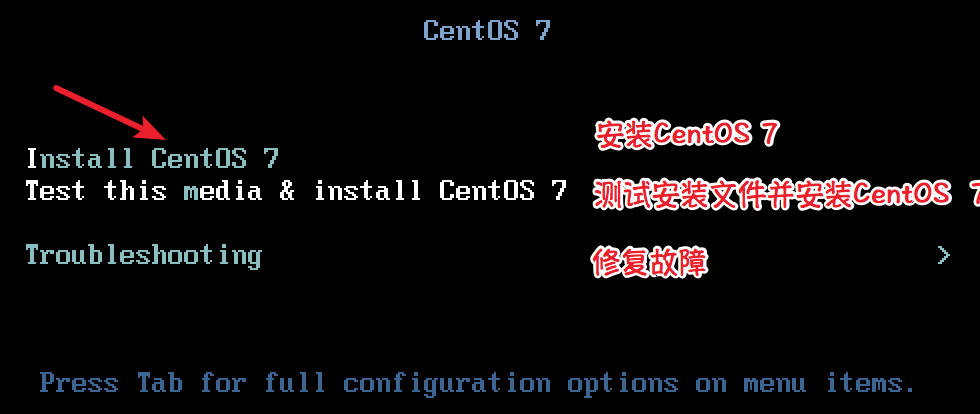 CentOS 7
安装CentOS 7
Install CentOS 7
Test this media & install CentOS 7 测试安装文件并安装CentOS 7
Troubleshooting 修复故障 >
Press Tab for full configuration options on menu items.